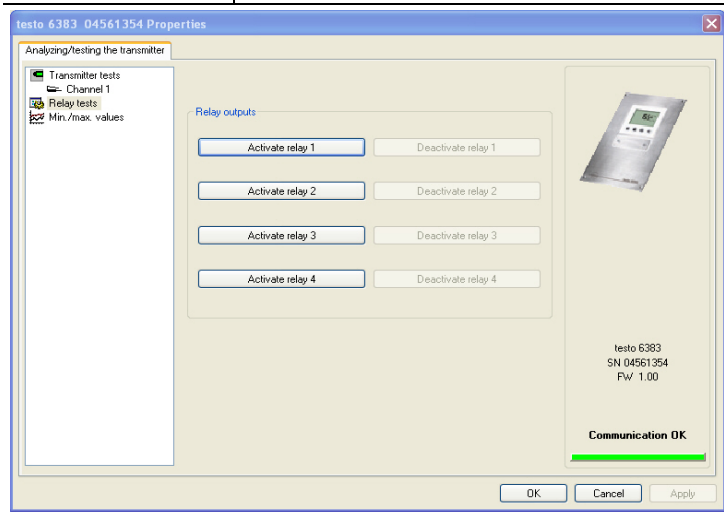 testo 6383 04561354 Properties
Analyzing/testing the transmitter
Transmitter tests
Channel 1
Relay tests
Min./max. values
Relay outputs
Activate relay 1 Deactivate relay 1
Activate relay 2 Deactivate relay 2
Activate relay 3 Deactivate relay 3
Activate relay 4 Deactivate relay 4
testo 6383
SN 04561354
FW 1.00
Communication OK
OK Cancel Apply